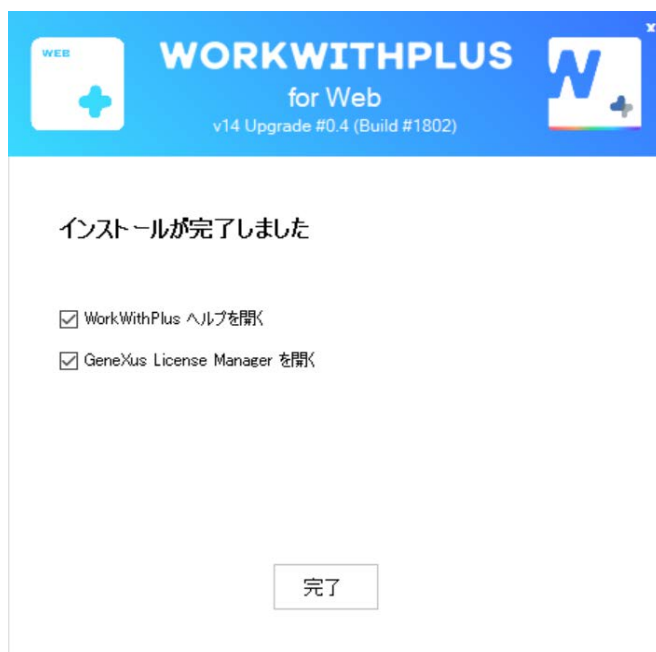 WEB
WORKWITHPLUS
for Web
v14 Upgrade #0.4 (Build #1802)
x
インストールが完了しました
WorkWithPlus ヘルプを開く
GeneXus License Manager を開く
完了